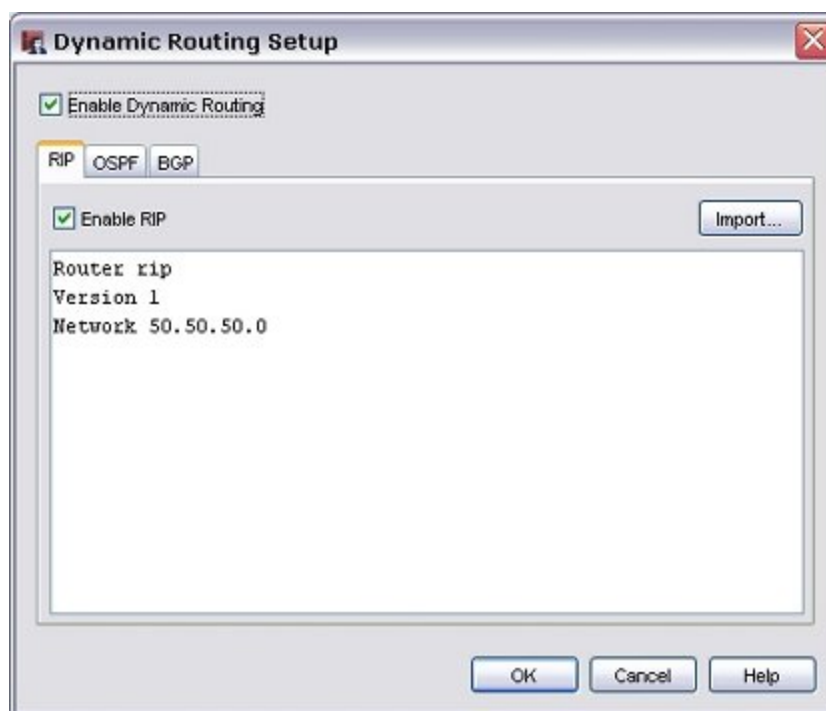 Dynamic Routing Setup
Enable Dynamic Routing
RIP OSPF BGP
Enable RIP Import...
Router rip
Version 1
Network 50.50.50.0
OK Cancel Help